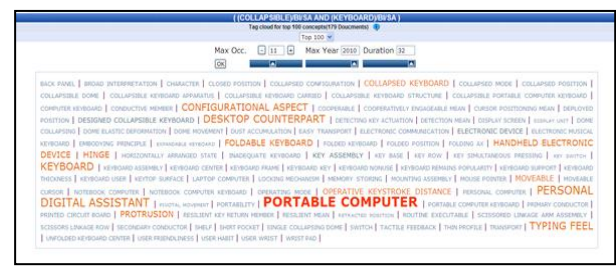 ( (COLLAPSIBLE)/BI/SA AND (KEYBOARD)/BI/SA )
Tag cloud for top 100 concepts(179 Documents)
Top 100
Max Occ. - 11 + Max Year 2010 Duration 32
OK
BACK PANEL | BROAD INTERPRETATION | CHARACTER | CLOSED POSITION | COLLAPSED CONFIGURATION | COLLAPSED KEYBOARD | COLLAPSED MODE | COLLAPSED POSITION |
COLLAPSIBLE DOME | COLLAPSIBLE KEYBOARD APPARATUS | COLLAPSIBLE KEYBOARD CARRIED | COLLAPSIBLE KEYBOARD STRUCTURE | COLLAPSIBLE PORTABLE COMPUTER KEYBOARD |
COMPUTER KEYBOARD | CONDUCTIVE MEMBER | CONFIGURATIONAL ASPECT | COOPERABLE | COOPERATIVELY ENGAGEABLE MEAN | CURSOR POSITIONING MEAN | DEPLOYED
POSITION | DESIGNED COLLAPSIBLE KEYBOARD | DESKTOP COUNTERPART | DETECTING KEY ACTUATION | DETECTION MEAN | DISPLAY SCREEN | DISPLAY UNIT | DOME
COLLAPSING | DOME ELASTIC DEFORMATION | DOME MOVEMENT | DUST ACCUMULATION | EASY TRANSPORT | ELECTRONIC COMMUNICATION | ELECTRONIC DEVICE | ELECTRONIC MUSICAL
KEYBOARD | EMBODYING PRINCIPLE | EXPANDABLE KEYBOARD | FOLDABLE KEYBOARD | FOLDED KEYBOARD | FOLDED POSITION | FOLDING AX | HANDHELD ELECTRONIC
DEVICE | HINGE | HORIZONTALLY ARRANGED STATE | INADEQUATE KEYBOARD | KEY ASSEMBLY | KEY BASE | KEY ROW | KEY SIMULTANEOUS PRESSING | KEY SWITCH |
KEYBOARD | KEYBOARD ASSEMBLY | KEYBOARD CENTER | KEYBOARD FRAME | KEYBOARD KEY | KEYBOARD NONUSE | KEYBOARD REMAINS POPULARITY | KEYBOARD SUPPORT | KEYBOARD
THICKNESS | KEYBOARD USER | KEYTOP SURFACE | LAPTOP COMPUTER | LOCKING MECHANISM | MEMORY STORING | MOUNTING ASSEMBLY | MOUSE POINTER | MOVEABLE | MOVEABLE
CURSOR | NOTEBOOK COMPUTER | NOTEBOOK COMPUTER KEYBOARD | OPERATING MODE | OPERATIVE KEYSTROKE DISTANCE | PERSONAL COMPUTER | PERSONAL
DIGITAL ASSISTANT | PIVOTAL MOVEMENT | PORTABILITY | PORTABLE COMPUTER | PORTABLE COMPUTER KEYBOARD | PRIMARY CONDUCTOR |
PRINTED CIRCUIT BOARD | PROTRUSION | RESILIENT KEY RETURN MEMBER | RESILIENT MEAN | RETRACTED POSITION | ROUTINE EXECUTABLE | SCISSORED LINKAGE ARM ASSEMBLY |
SCISSORS LINKAGE ROW | SECONDARY CONDUCTOR | SHELF | SHIRT POCKET | SINGLE COLLAPSING DOME | SWITCH | TACTILE FEEDBACK | THIN PROFILE | TRANSPORT | TYPING FEEL
| UNFOLDED KEYBOARD CENTER | USER FRIENDLINESS | USER HABIT | USER WRIST | WRIST PAD |